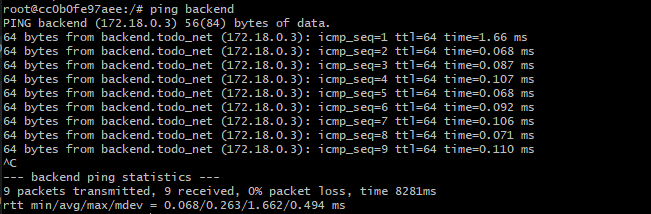 root@cc0b0fe97aee:/# ping backend
PING backend (172.18.0.3) 56(84) bytes of data.
64 bytes from backend.todo_net (172.18.0.3): icmp_seq=1 ttl=64 time=1.66 ms
64 bytes from backend.todo_net (172.18.0.3): icmp_seq=2 ttl=64 time=0.068 ms
64 bytes from backend.todo_net (172.18.0.3): icmp_seq=3 ttl=64 time=0.087 ms
64 bytes from backend.todo_net (172.18.0.3): icmp_seq=4 ttl=64 time=0.107 ms
64 bytes from backend.todo_net (172.18.0.3): icmp_seq=5 ttl=64 time=0.068 ms
64 bytes from backend.todo_net (172.18.0.3): icmp_seq=6 ttl=64 time=0.092 ms
64 bytes from backend.todo_net (172.18.0.3): icmp_seq=7 ttl=64 time=0.106 ms
64 bytes from backend.todo_net (172.18.0.3): icmp_seq=8 ttl=64 time=0.071 ms
64 bytes from backend.todo_net (172.18.0.3): icmp_seq=9 ttl=64 time=0.110 ms
^C
--- backend ping statistics ---
9 packets transmitted, 9 received, 0% packet loss, time 8281ms
rtt min/avg/max/mdev = 0.068/0.263/1.662/0.494 ms